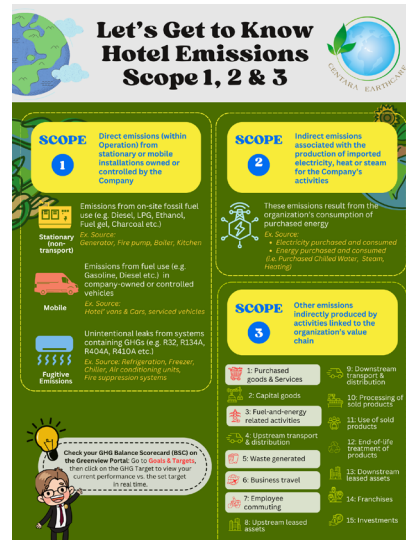 Let's Get to Know
Hotel Emissions
Scope 1, 2 & 3
CENTARA EARTHCARE
SCOPE
1
Direct emissions (within
Operation) from
stationary or mobile
installations owned or
controlled by the
Company
Stationary
(non-
transport)
Emissions from on-site fossil fuel
use (e.g. Diesel, LPG, Ethanol,
Fuel gel, Charcoal etc.)
Ex. Source:
Generator, Fire pump, Boiler, Kitchen
Mobile
Emissions from fuel use (e.g.
Gasoline, Diesel etc.) in
company-owned or controlled
vehicles
Ex. Source:
Hotel' vans & Cars, serviced vehicles
Fugitive
Emissions
Unintentional leaks from systems
containing GHGs (e.g. R32, R134A,
R404A, R410A etc.)
Ex. Source: Refrigeration, Freezer,
Chiller, Air conditioning units,
Fire suppression systems
Check your GHG Balance Scorecard (BSC) on
the Greenview Portal: Go to Goals & Targets,
then click on the GHG Target to view your
current performance vs. the set target
in real time.
SCOPE
2
Indirect emissions
associated with the
production of imported
electricity, heat or steam
for the Company's
activities
These emissions result from the
organization's consumption of
purchased energy
Ex. Source:
• Electricity purchased and consumed
• Energy purchased and consumed
(i.e. Purchased Chilled Water, Steam,
Heating)
SCOPE
3
Other emissions
indirectly produced by
activities linked to the
organization's value
chain
1: Purchased
goods & Services
2: Capital goods
3: Fuel-and-energy
related activities
4: Upstream transport
& distribution
5: Waste generated
6: Business travel
7: Employee
commuting
8: Upstream leased
assets
9: Downstream
transport &
distribution
10: Processing of
sold products
11: Use of sold
products
12: End-of-life
treatment of
products
13: Downstream
leased assets
14: Franchises
15: Investments